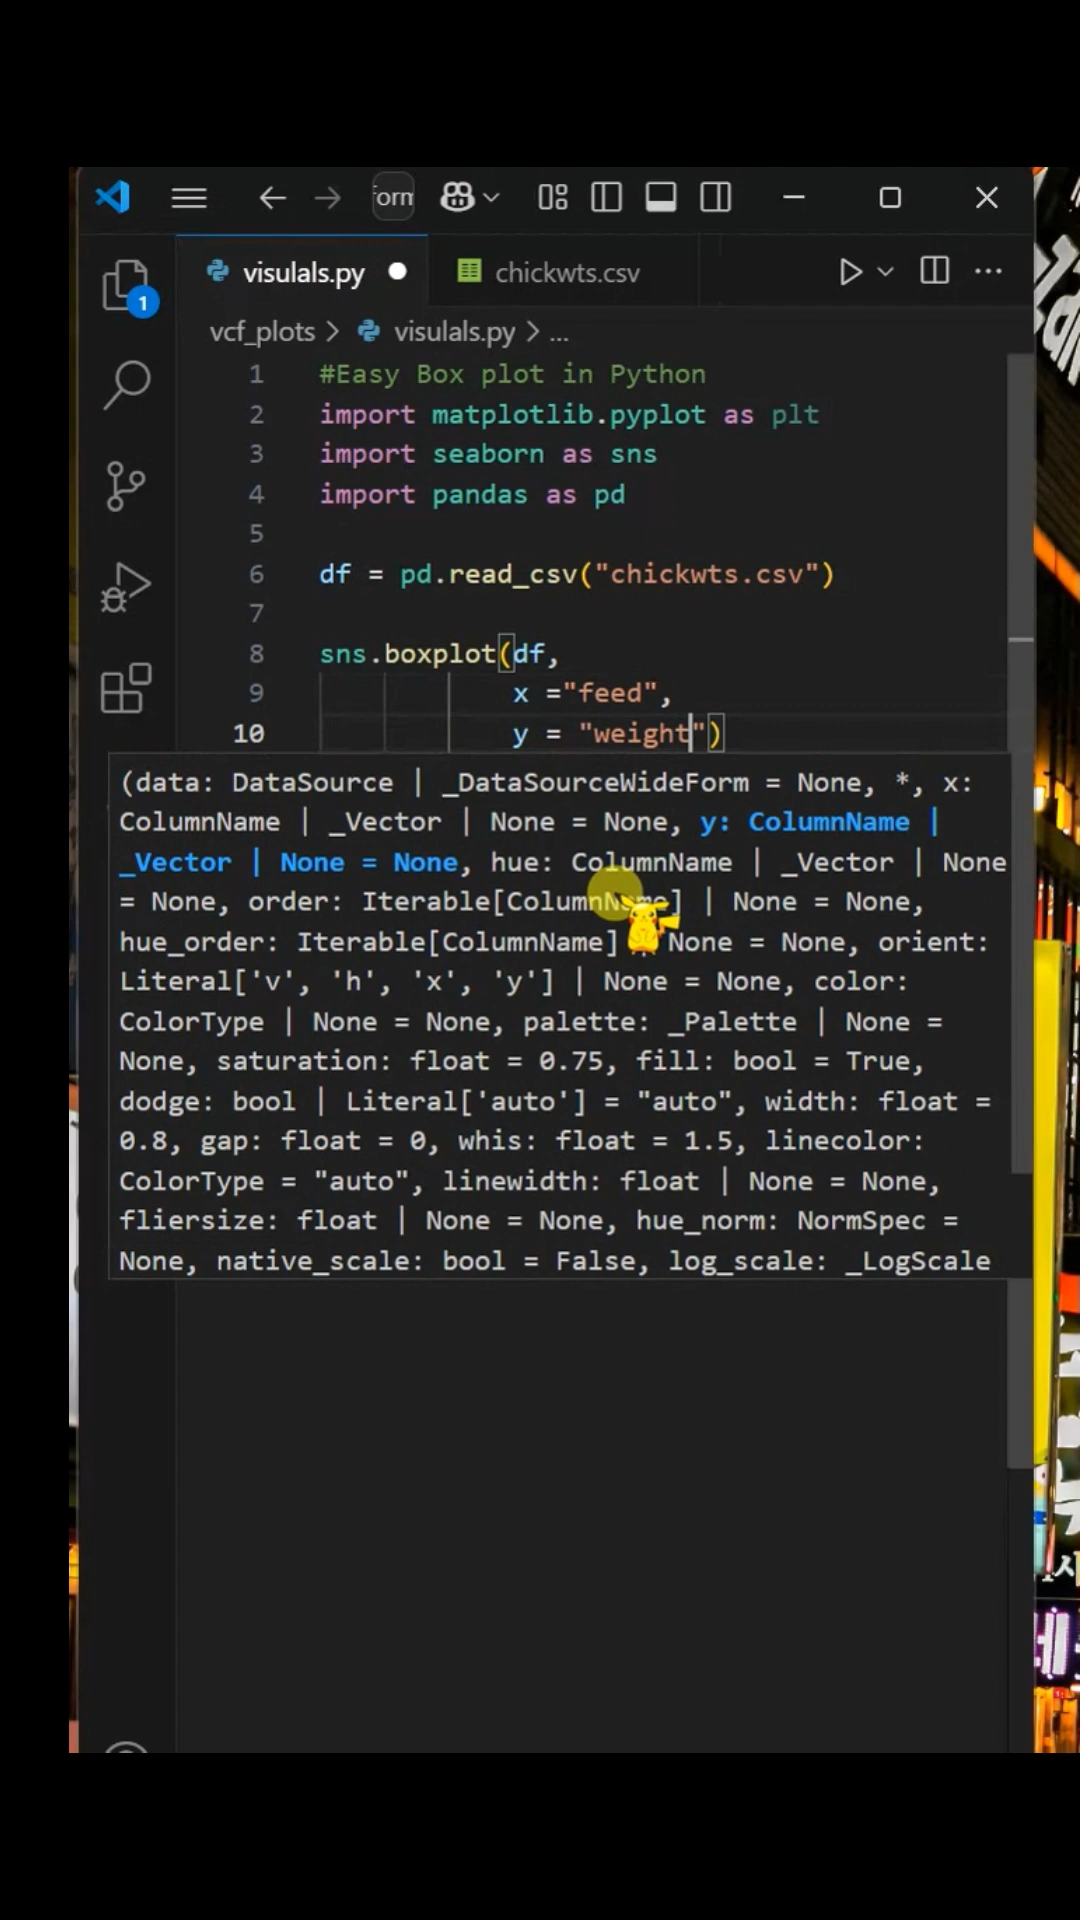 form
visulals.py
chickwts.csv
1
vcf_plots > visulals.py > ...
1 #Easy Box plot in Python
2 import matplotlib.pyplot as plt
3 import seaborn as sns
4 import pandas as pd
5
6 df = pd.read_csv("chickwts.csv")
7
8 sns.boxplot(df,
9 x ="feed",
10 y = "weight")
(data: DataSource | _DataSourceWideForm = None, *, x:
ColumnName | _Vector | None = None, y: ColumnName |
_Vector | None = None, hue: ColumnName | _Vector | None
= None, order: Iterable[ColumnName] | None = None,
hue_order: Iterable[ColumnName] None = None, orient:
Literal['v', 'h', 'x', 'y'] | None = None, color:
ColorType | None = None, palette: _Palette | None =
None, saturation: float = 0.75, fill: bool = True,
dodge: bool | Literal['auto'] = "auto", width: float =
0.8, gap: float = 0, whis: float = 1.5, linecolor:
ColorType = "auto", linewidth: float | None = None,
fliersize: float | None = None, hue_norm: NormSpec =
None, native_scale: bool = False, log_scale: _LogScale